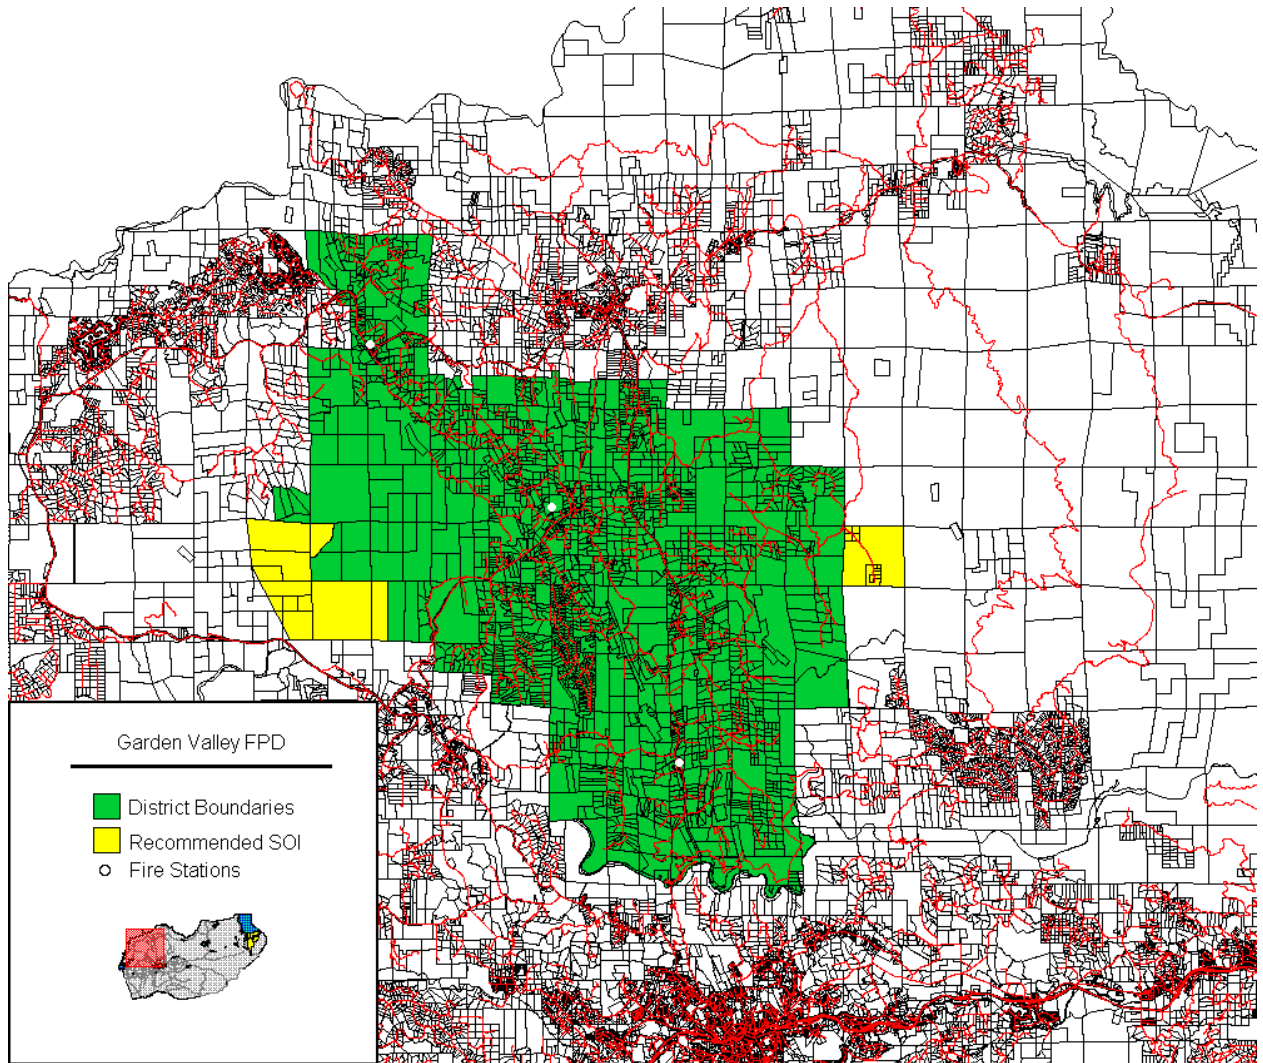 Garden Valley FPD
District Boundaries
Recommended SOI
Fire Stations